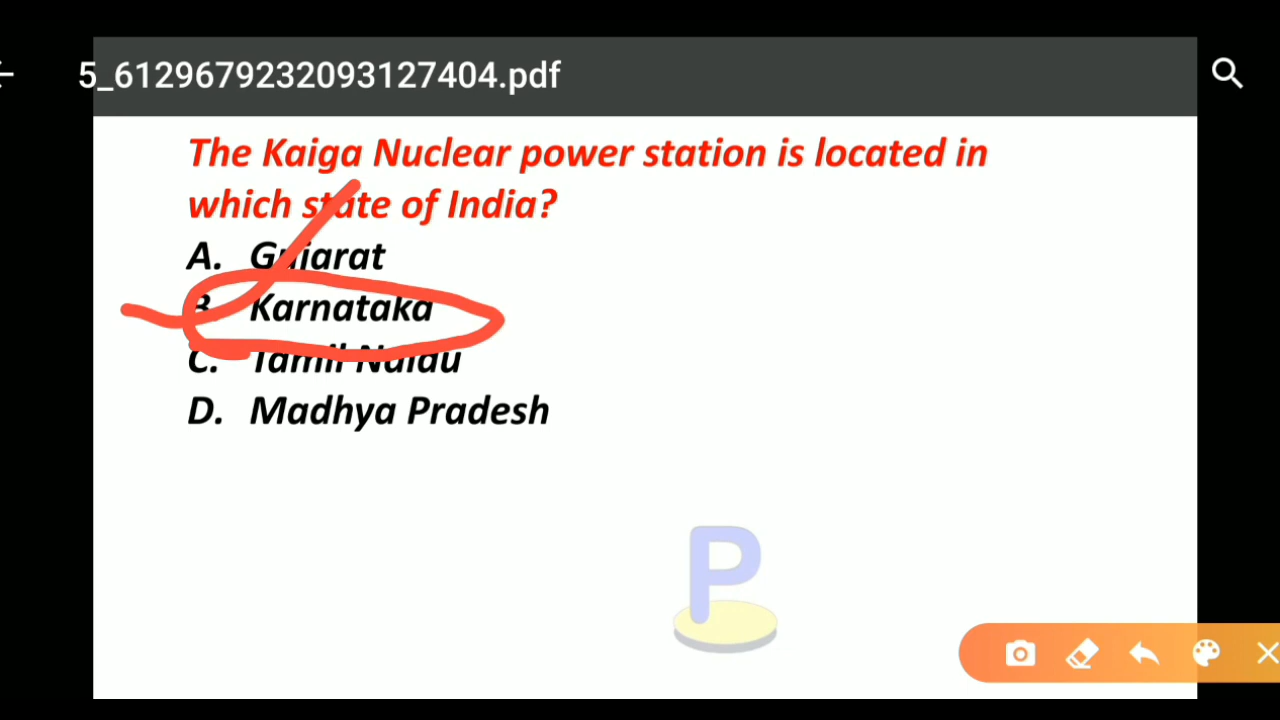 5_6129679232093127404.pdf
The Kaiga Nuclear power station is located in
which state of India?
A. Gujarat
B. Karnataka
C. Tamil Naidu
D. Madhya Pradesh
P